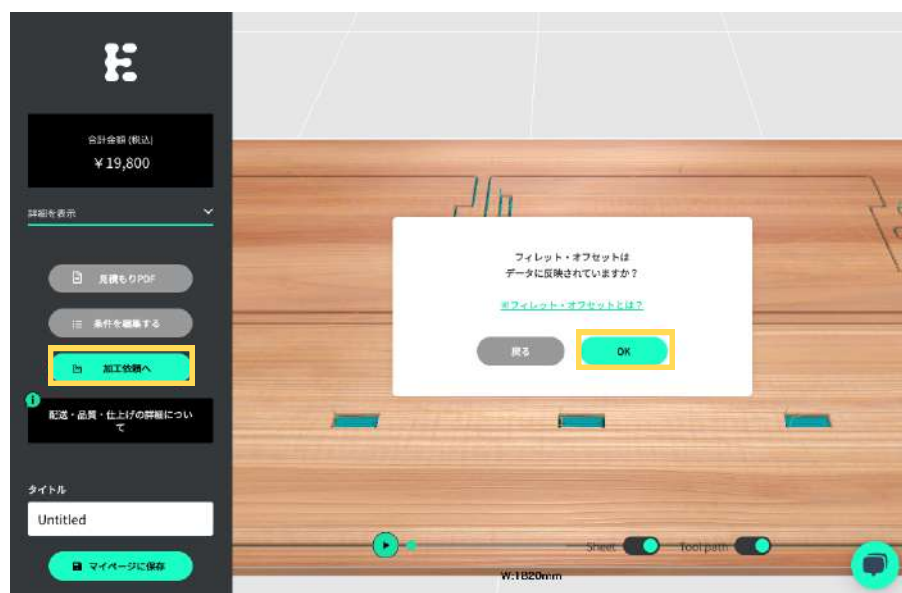 合計金額 (税込)
￥19,800
詳細を表示
見積もりPDF
条件を編集する
加工依頼へ
配送・品質・仕上げの詳細につい
て
タイトル
Untitled
マイページに保存
フィレット・オフセットは
データに反映されていますか？
※フィレット・オフセットとは？
戻る
OK
Sheet
Tool path
W:1820mm